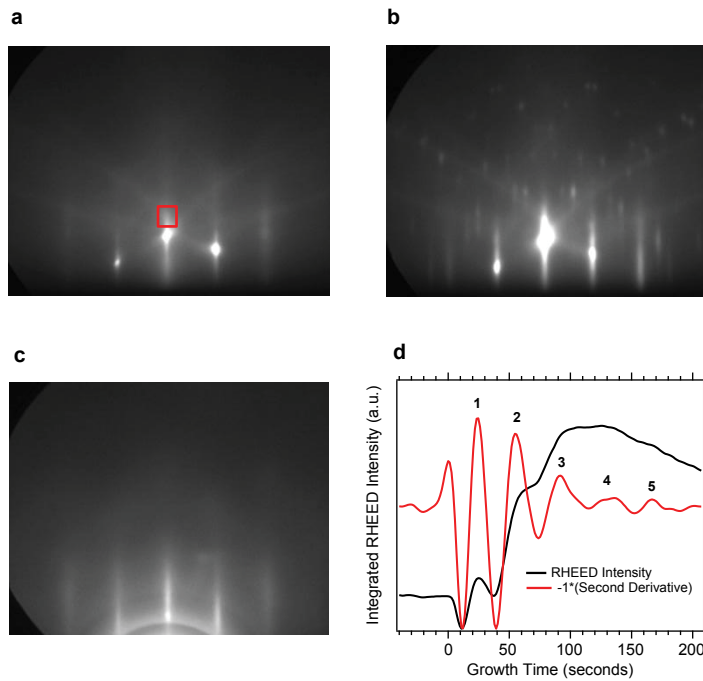 a
b
c
d
1
2
3
4
5
Integrated RHEED Intensity (a.u.)
RHEED Intensity
-1*(Second Derivative)
0
50
100
150
200
Growth Time (seconds)